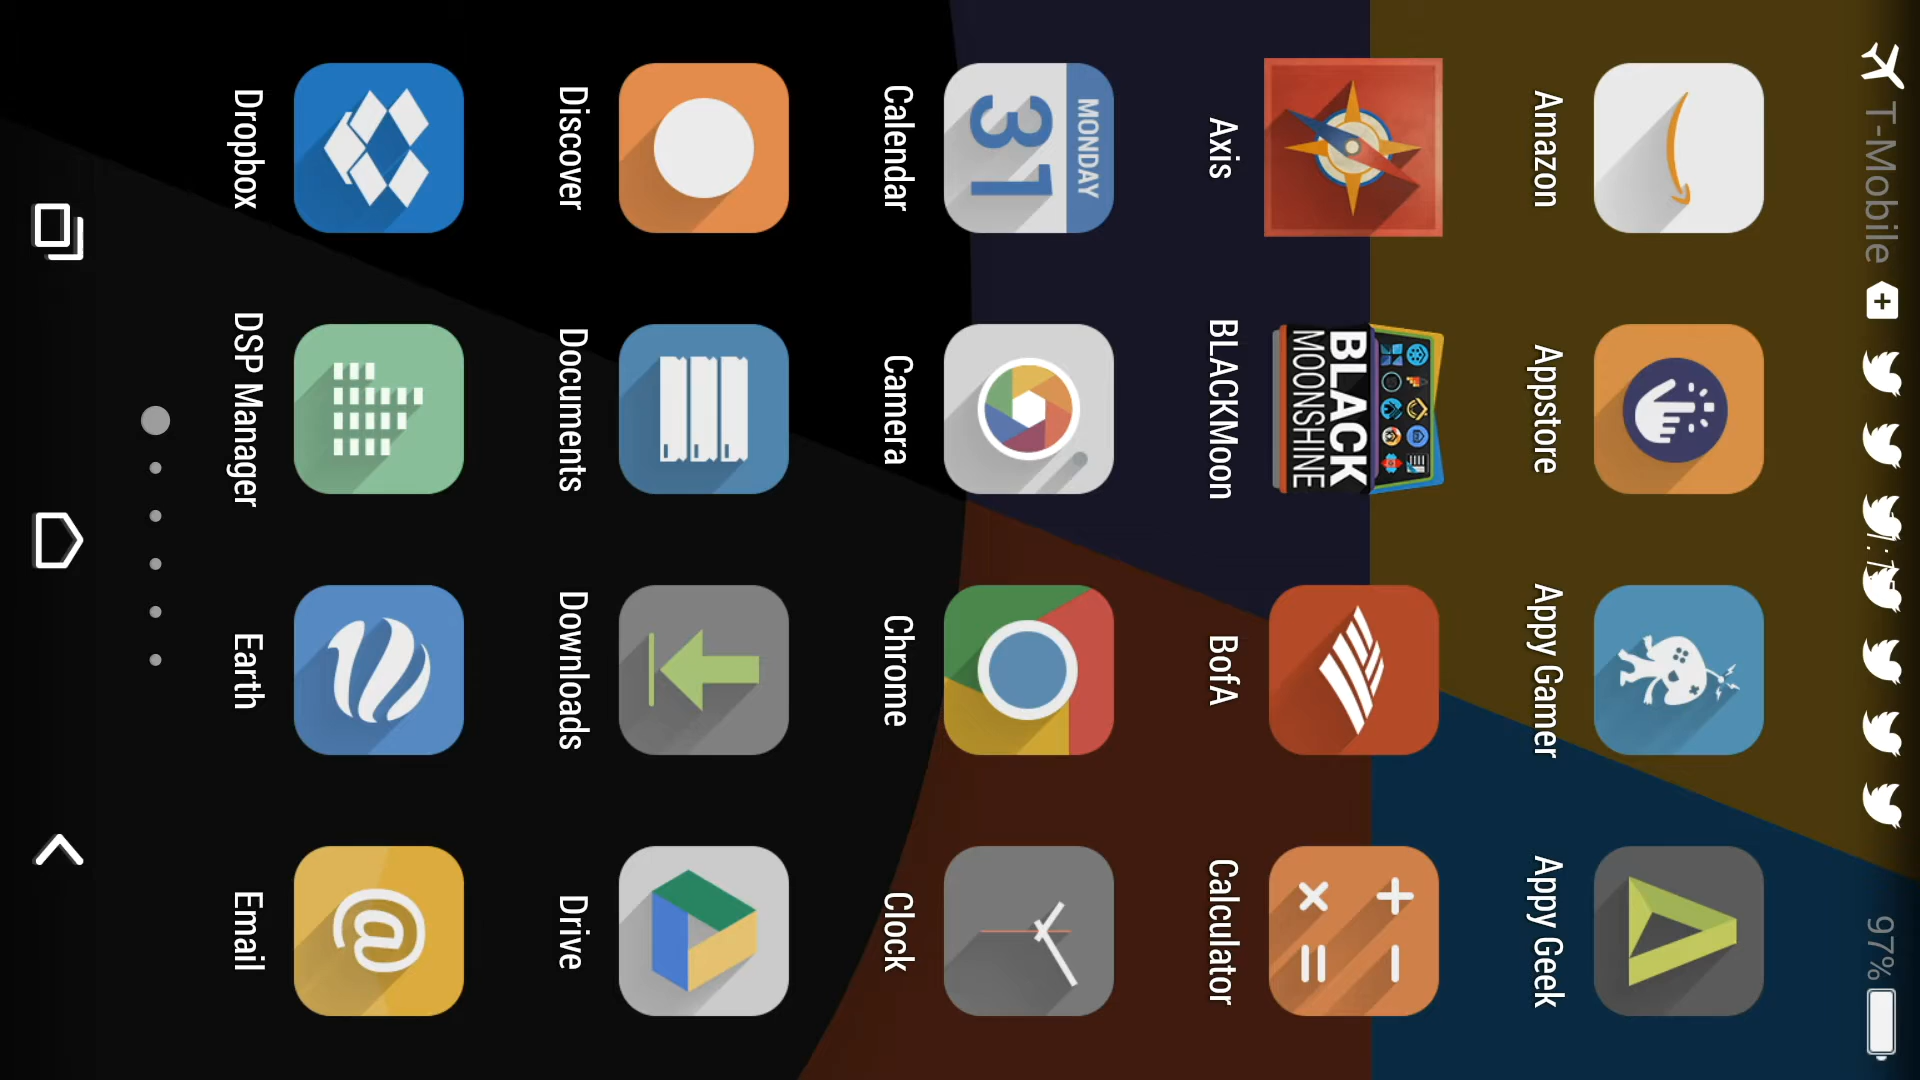 T-Mobile
97%
Amazon
Appstore
Appy Gamer
Appy Geek
BLACK
MOONSHINE
Axis
BLACKMoon
BofA
Calculator
MONDAY
31
Calendar
Camera
Chrome
Clock
Discover
Documents
Downloads
Drive
@
Dropbox
DSP Manager
Earth
Email